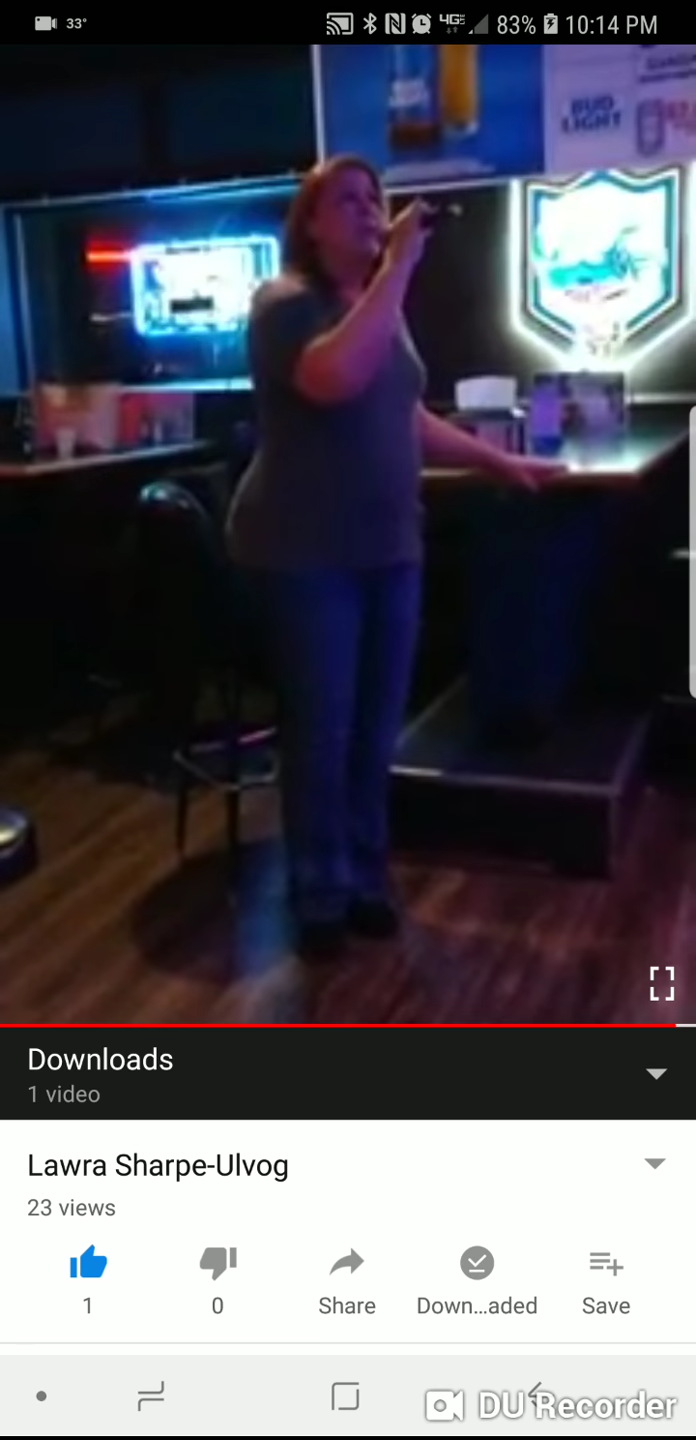 33°
4GE 83% 10:14 PM
BUD
LIGHT
Downloads
1 video
Lawra Sharpe-Ulvog
23 views
1
0
Share
Down...aded
Save
DU Recorder